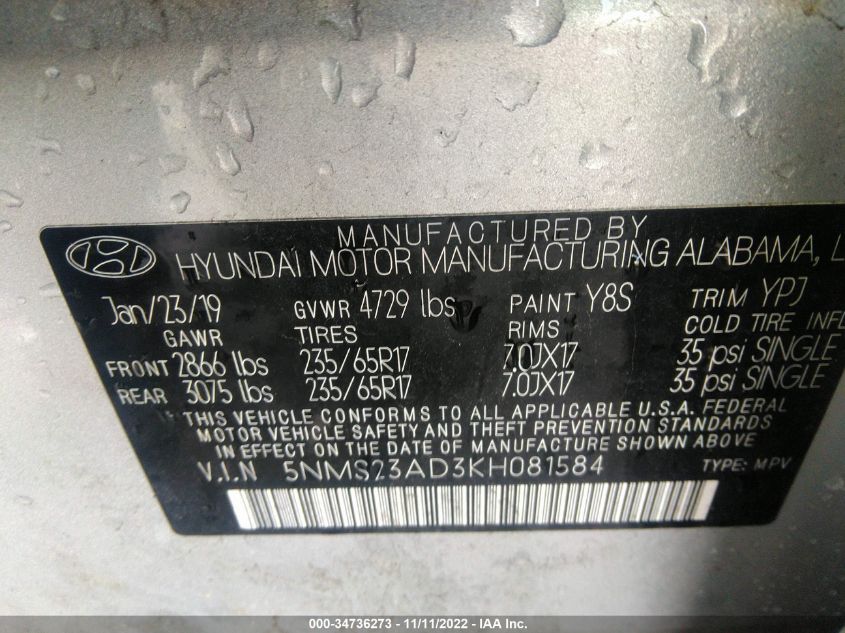 MANUFACTURED BY
HYUNDAI MOTOR MANUFACTURING ALABAMA, L
Jan/23/19 GVWR 4729 lbs PAINT Y8S TRIM YPJ
GAWR TIRES RIMS COLD TIRE INFL
FRONT 2866 lbs 235/65R17 7.0JX17 35 psi SINGLE
REAR 3075 lbs 235/65R17 7.0JX17 35 psi SINGLE
THIS VEHICLE CONFORMS TO ALL APPLICABLE U.S.A. FEDERAL
MOTOR VEHICLE SAFETY AND THEFT PREVENTION STANDARDS
IN EFFECT ON THE DATE OF MANUFACTURE SHOWN ABOVE.
V.I.N 5NMS23AD3KH081584 TYPE: MPV
000-34736273 - 11/11/2022 - IAA Inc.